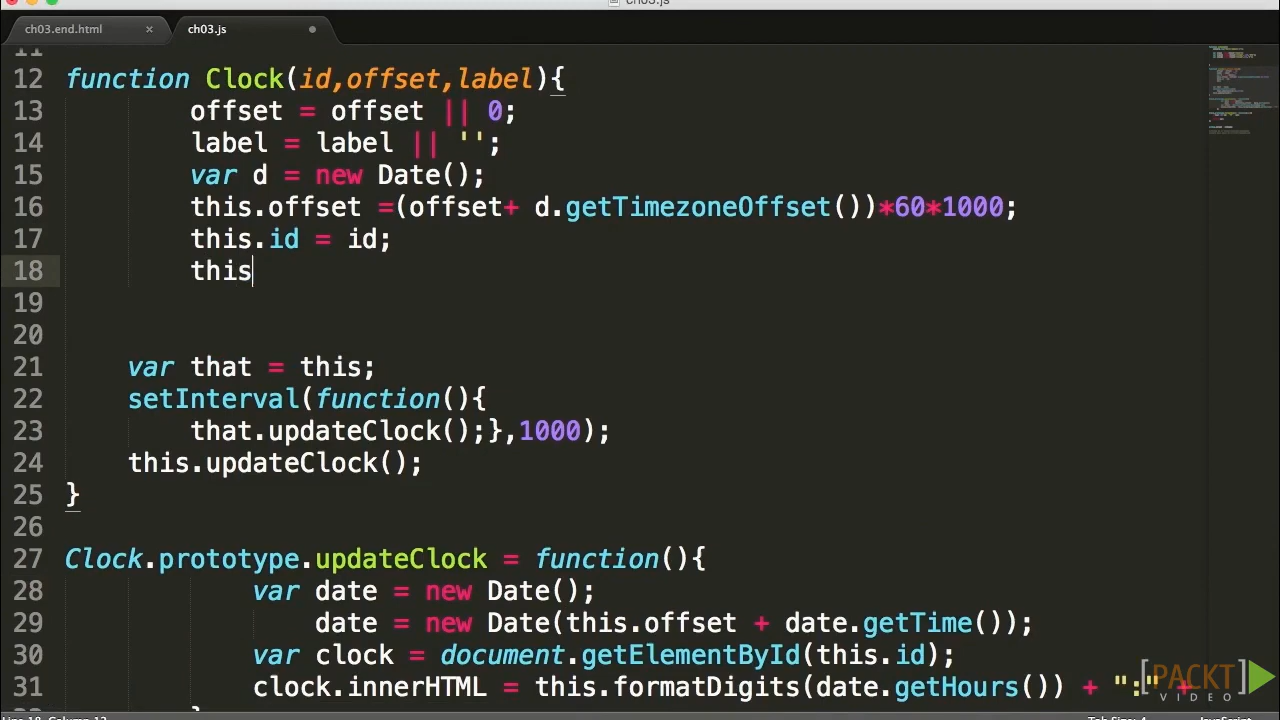 ch03.js
ch03.end.html × ch03.js
11
12 function Clock(id,offset,label){
13 offset = offset || 0;
14 label = label || '';
15 var d = new Date();
16 this.offset =(offset+ d.getTimezoneOffset())*60*1000;
17 this.id = id;
18 this
19
20
21 var that = this;
22 setInterval(function(){
23 that.updateClock();},1000);
24 this.updateClock();
25 }
26
27 Clock.prototype.updateClock = function(){
28 var date = new Date();
29 date = new Date(this.offset + date.getTime());
30 var clock = document.getElementById(this.id);
31 clock.innerHTML = this.formatDigits(date.getHours()) + ":" +
[PACKT]
VIDEO